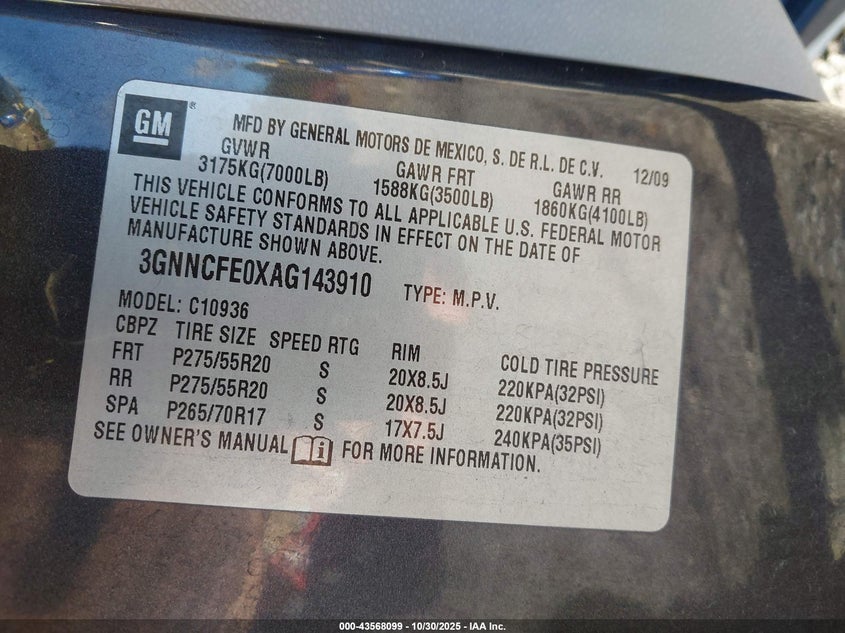 GM®
MFD BY GENERAL MOTORS DE MEXICO, S. DE R.L. DE C.V. 12/09
GVWR GAWR FRT GAWR RR
3175KG(7000LB) 1588KG(3500LB) 1860KG(4100LB)
THIS VEHICLE CONFORMS TO ALL APPLICABLE U.S. FEDERAL MOTOR
VEHICLE SAFETY STANDARDS IN EFFECT ON THE DATE OF
MANUFACTURE SHOWN ABOVE.
3GNNCFE0XAG143910 TYPE: M.P.V.
MODEL: C10936
CBPZ TIRE SIZE SPEED RTG RIM COLD TIRE PRESSURE
FRT P275/55R20 S 20X8.5J 220KPA(32PSI)
RR P275/55R20 S 20X8.5J 220KPA(32PSI)
SPA P265/70R17 S 17X7.5J 240KPA(35PSI)
SEE OWNER'S MANUAL i FOR MORE INFORMATION.
000-43568099 • 10/30/2025 - IAA Inc.